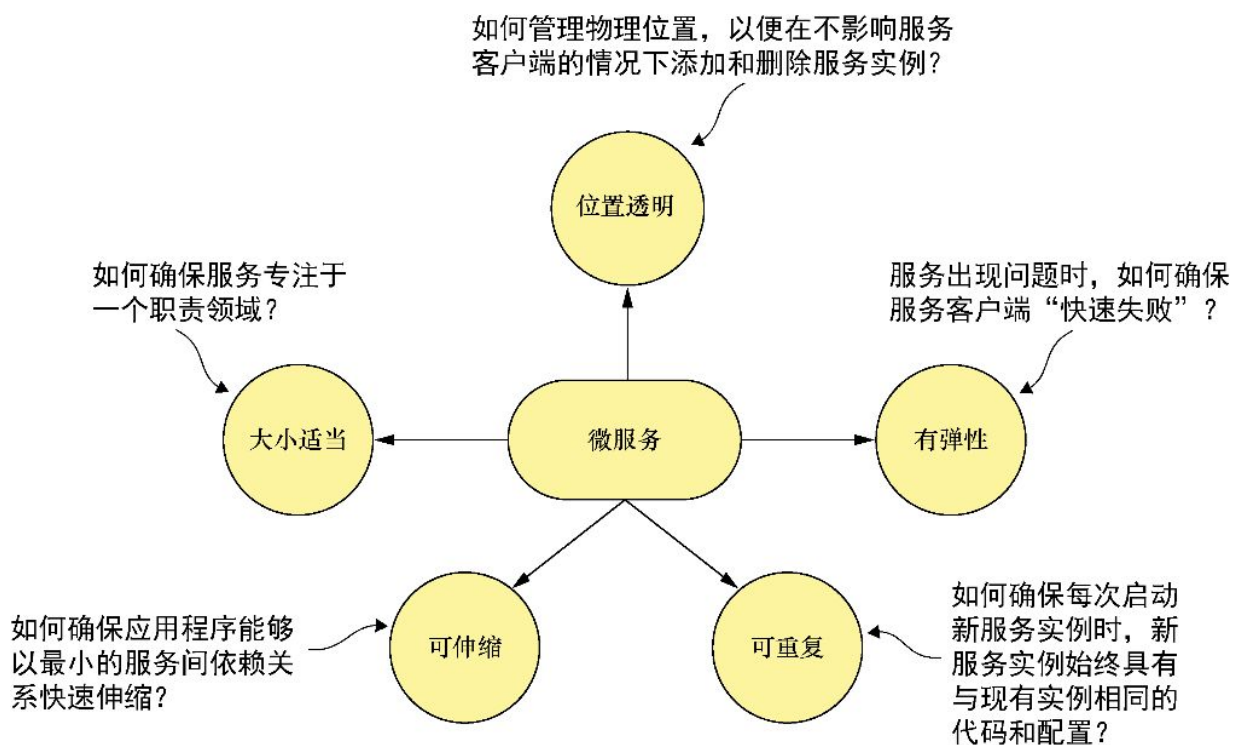 如何管理物理位置，以便在不影响服务
客户端的情况下添加和删除服务实例？
位置透明
如何确保服务专注于
一个职责领域？
服务出现问题时，如何确保
服务客户端“快速失败”？
大小适当
微服务
有弹性
如何确保应用程序能够
以最小的服务间依赖关
系快速伸缩？
可伸缩
可重复
如何确保每次启动
新服务实例时，新
服务实例始终具有
与现有实例相同的
代码和配置？